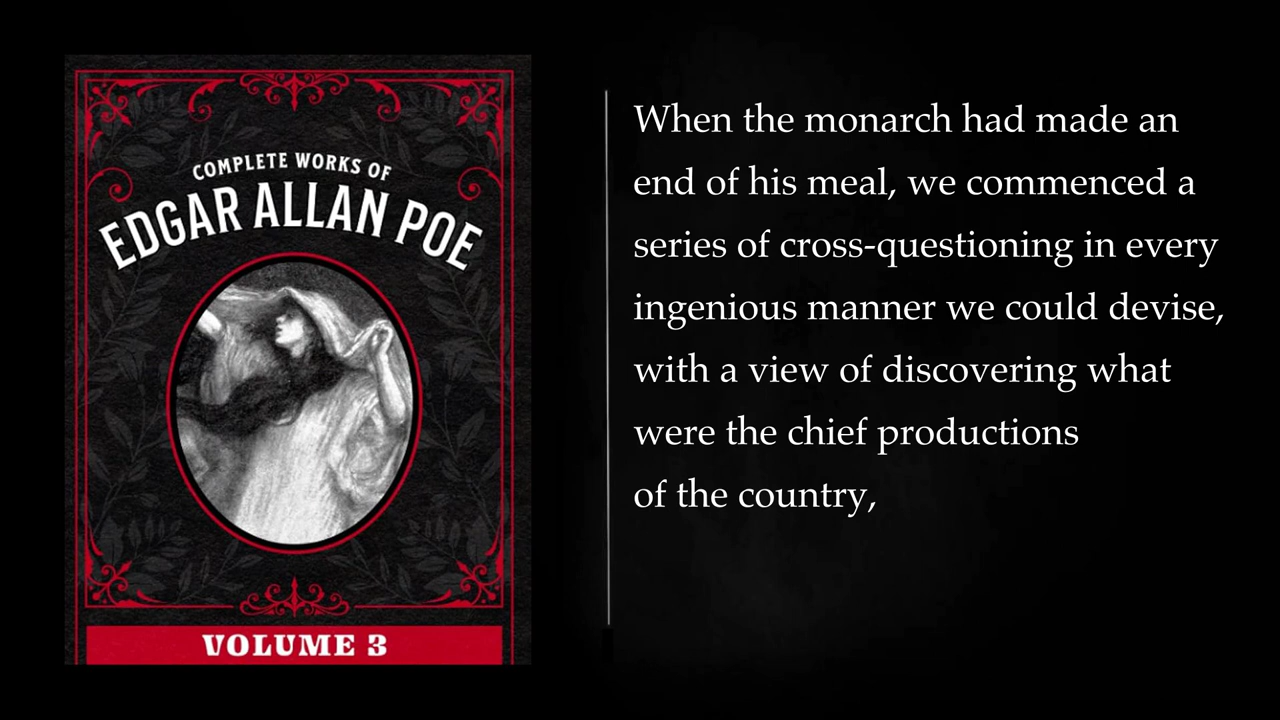 COMPLETE WORKS OF
EDGAR ALLAN POE
VOLUME 3
When the monarch had made an
end of his meal, we commenced a
series of cross-questioning in every
ingenious manner we could devise,
with a view of discovering what
were the chief productions
of the country,